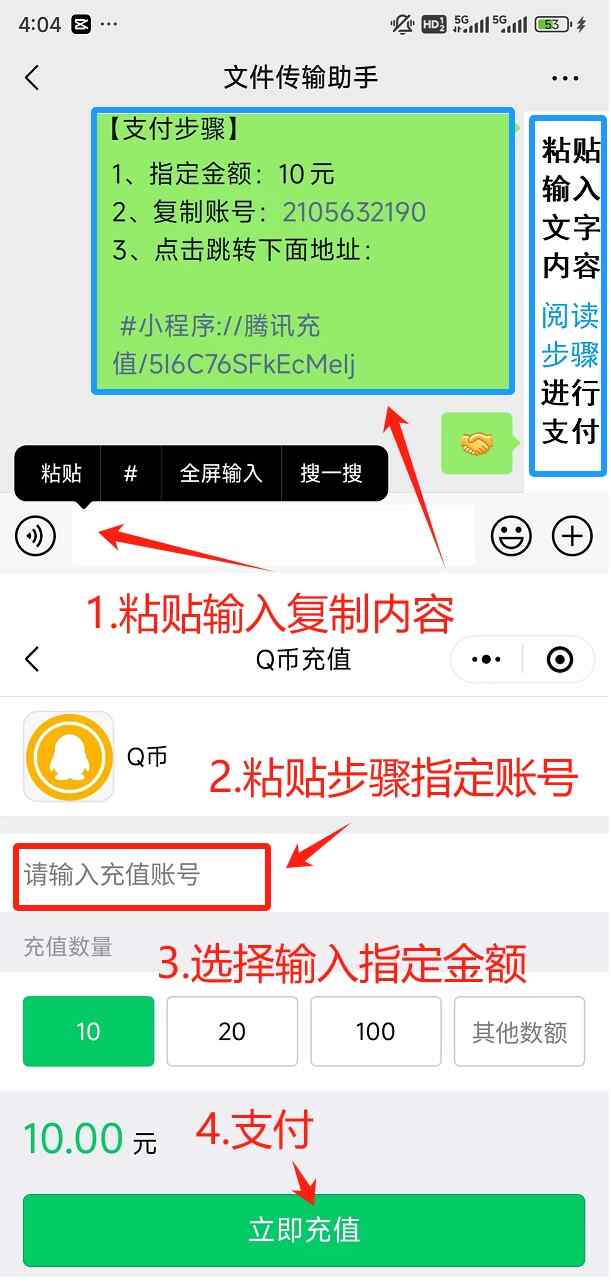 4:04
HD1
2
5G
5G
53
文件传输助手
【支付步骤】
1、指定金额：10元
2、复制账号：2105632190
3、点击跳转下面地址：
#小程序://腾讯充
值/5I6C76SFkEcMeIj
粘贴
输入
文字
内容
阅读
步骤
进行
支付
粘贴
#
全屏输入
搜一搜
1.粘贴输入复制内容
Q币充值
Q币
2.粘贴步骤指定账号
请输入充值账号
充值数量
3.选择输入指定金额
10
20
100
其他数额
10.00 元
4.支付
立即充值